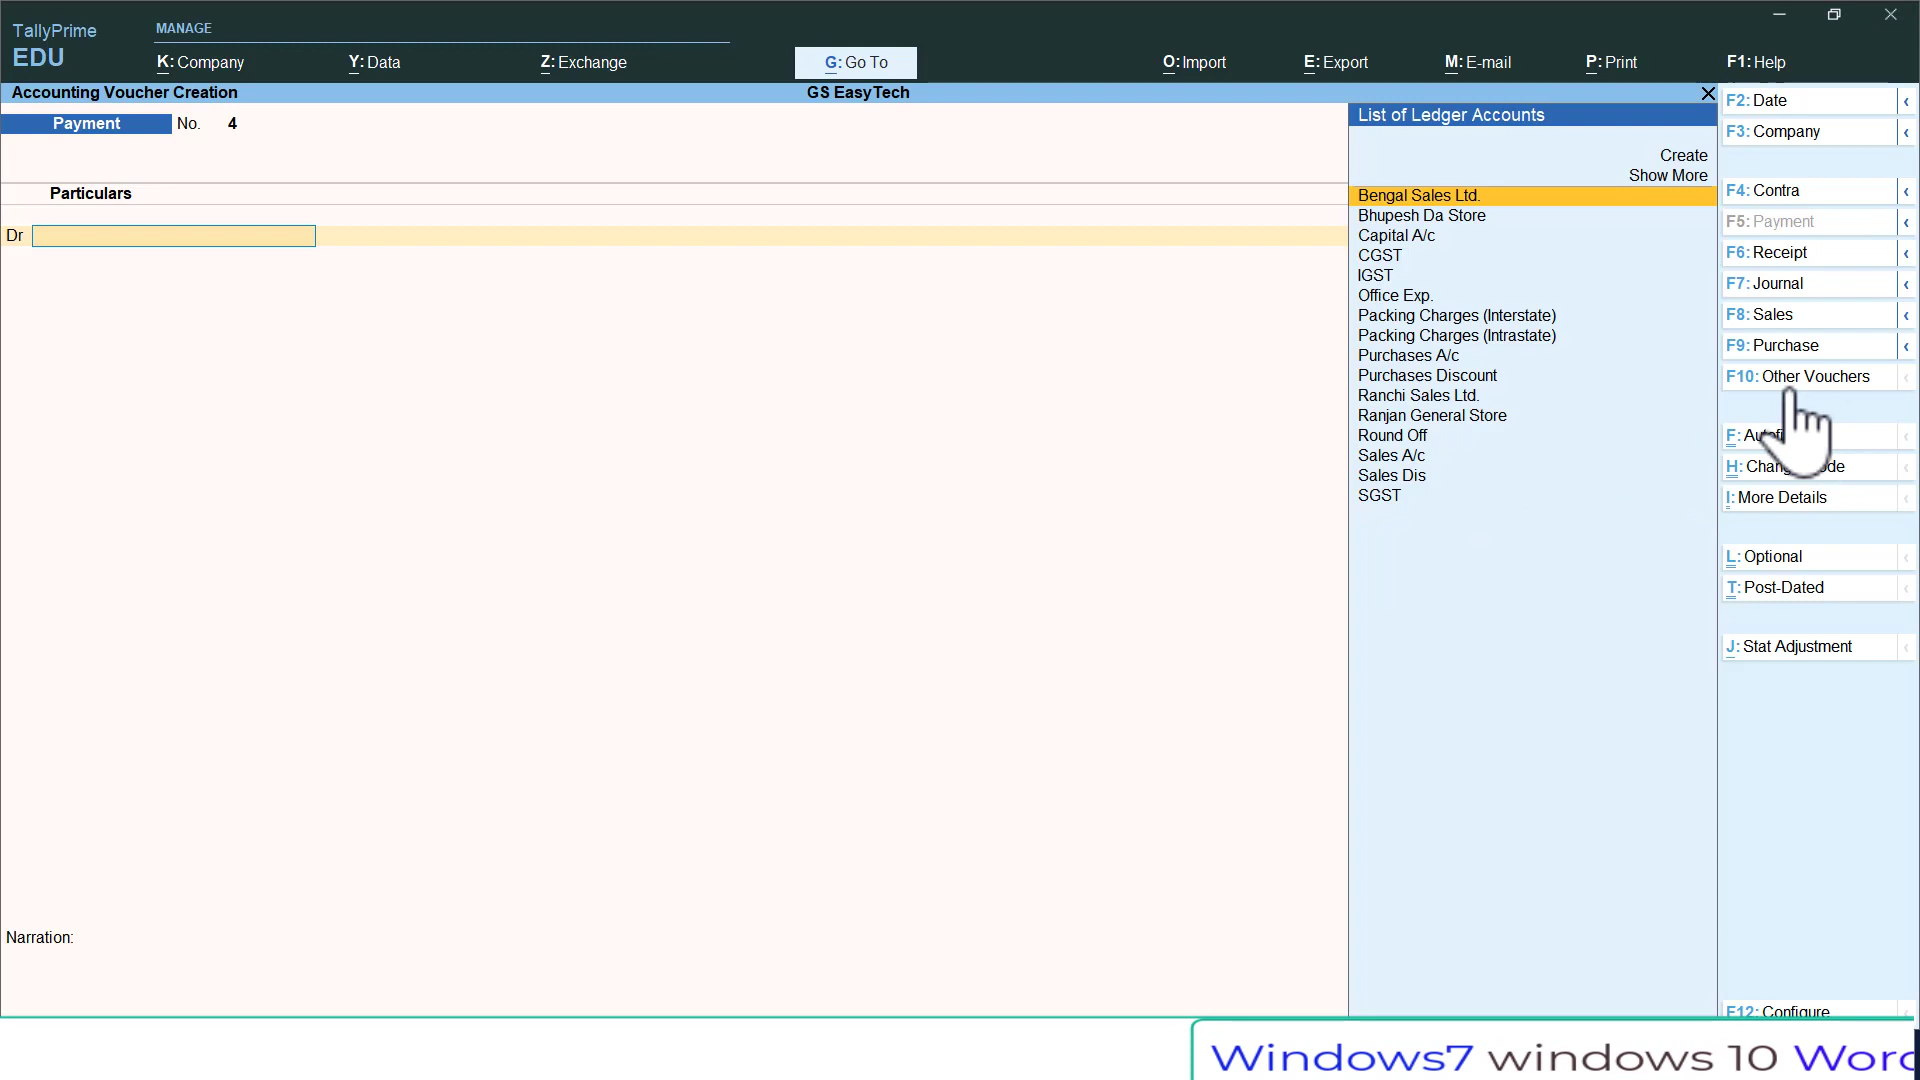 TallyPrime
EDU
MANAGE
K: Company
Y: Data
Z: Exchange
G: Go To
O: Import
E: Export
M: E-mail
P: Print
F1: Help
Accounting Voucher Creation
GS EasyTech
Payment No. 4
Particulars
Dr
Narration:
List of Ledger Accounts
Create
Show More
Bengal Sales Ltd.
Bhupesh Da Store
Capital A/c
CGST
IGST
Office Exp.
Packing Charges (Interstate)
Packing Charges (Intrastate)
Purchases A/c
Purchases Discount
Ranchi Sales Ltd.
Ranjan General Store
Round Off
Sales A/c
Sales Dis
SGST
F2: Date
F3: Company
F4: Contra
F5: Payment
F6: Receipt
F7: Journal
F8: Sales
F9: Purchase
F10: Other Vouchers
F:
H:
I: More Details
L: Optional
T: Post-Dated
J: Stat Adjustment
F12: Configure
Windows7 windows 10